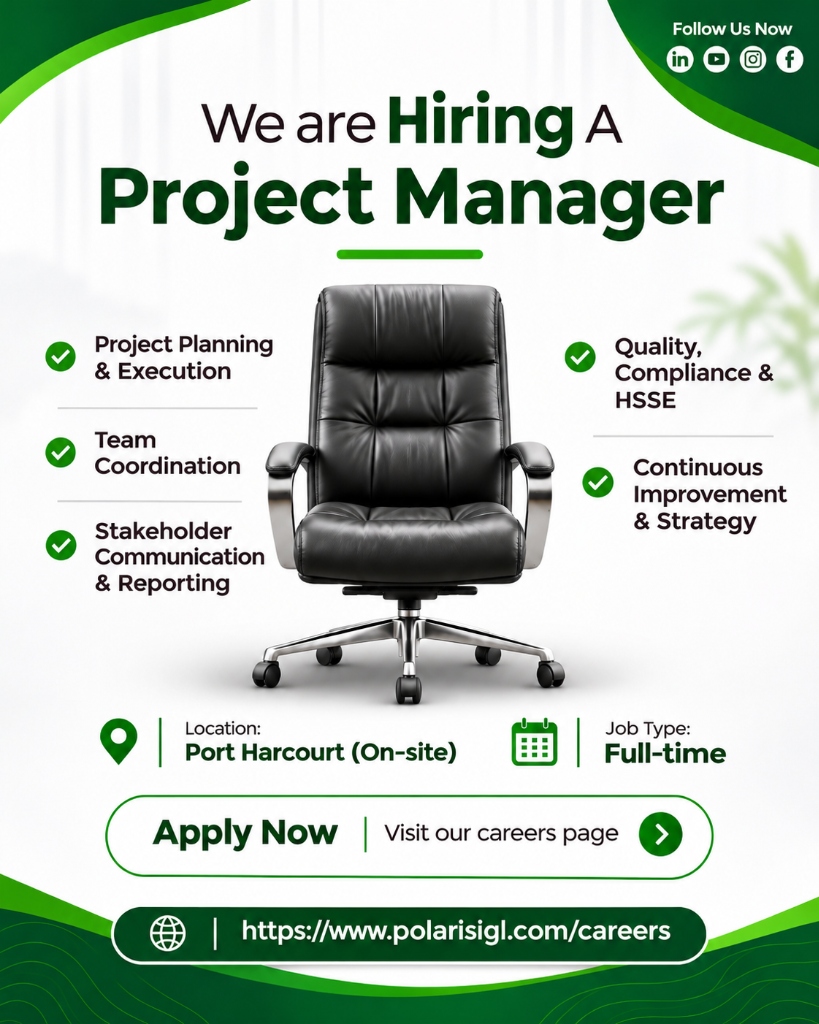 Follow Us Now
We are Hiring A
Project Manager
Project Planning
& Execution
Team
Coordination
Stakeholder
Communication
& Reporting
Quality,
Compliance &
HSSE
Continuous
Improvement
& Strategy
Location:
Port Harcourt (On-site)
Job Type:
Full-time
Apply Now
Visit our careers page
https://www.polarisigl.com/careers